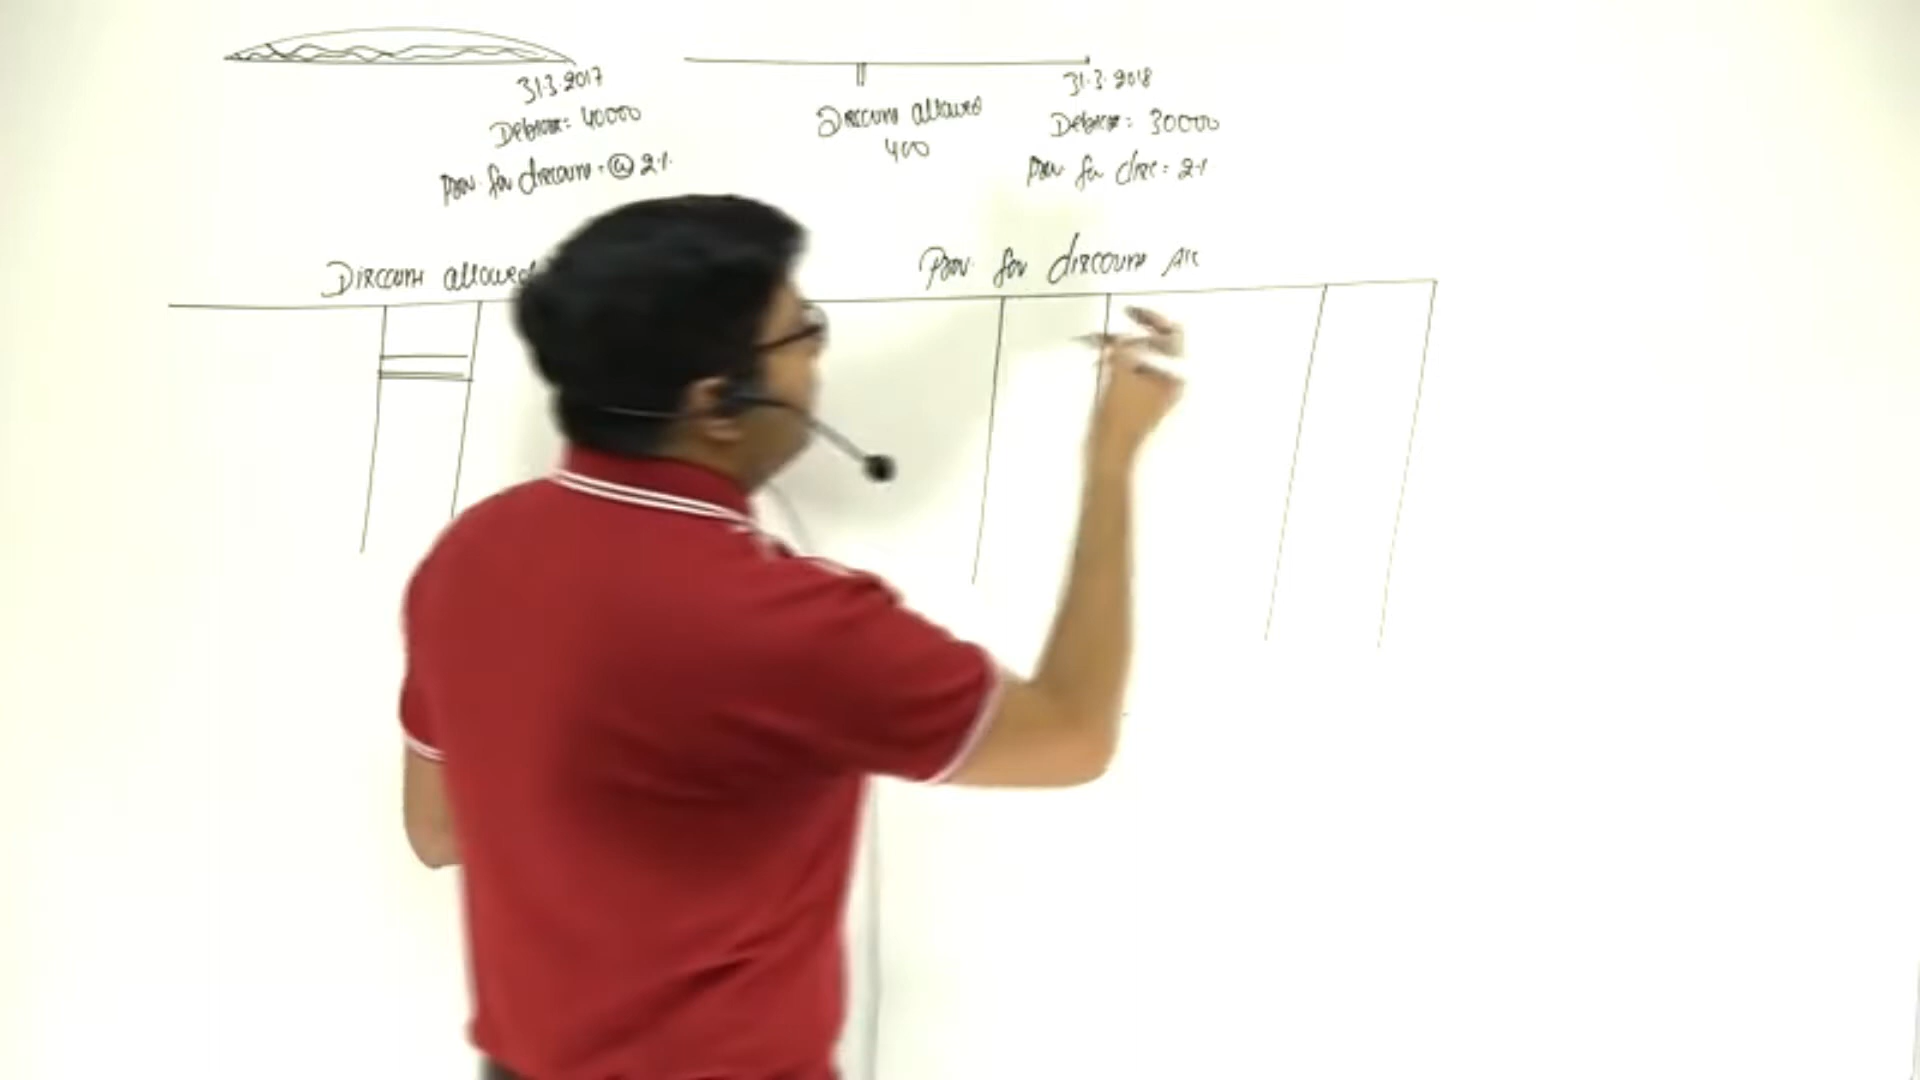 31.3.2017
Debtors: 40000
Prov. for discount. @ 2%.
Discount allowed
400
31.3.2018
Debtors: 30000
Prov for disc: 2%
Discount allowed
Prov. for discount A/c